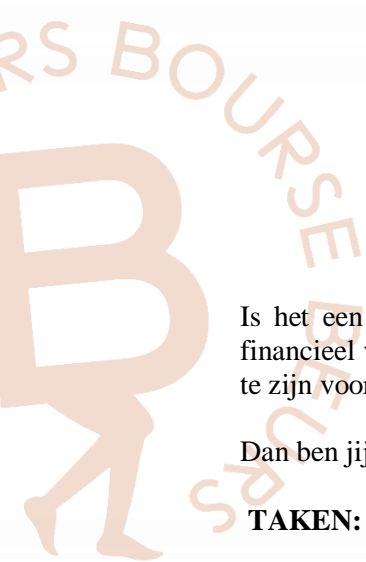 RS BOURSE BEURS
B
Is het een
financieel
te zijn voor
Dan ben jij
TAKEN: